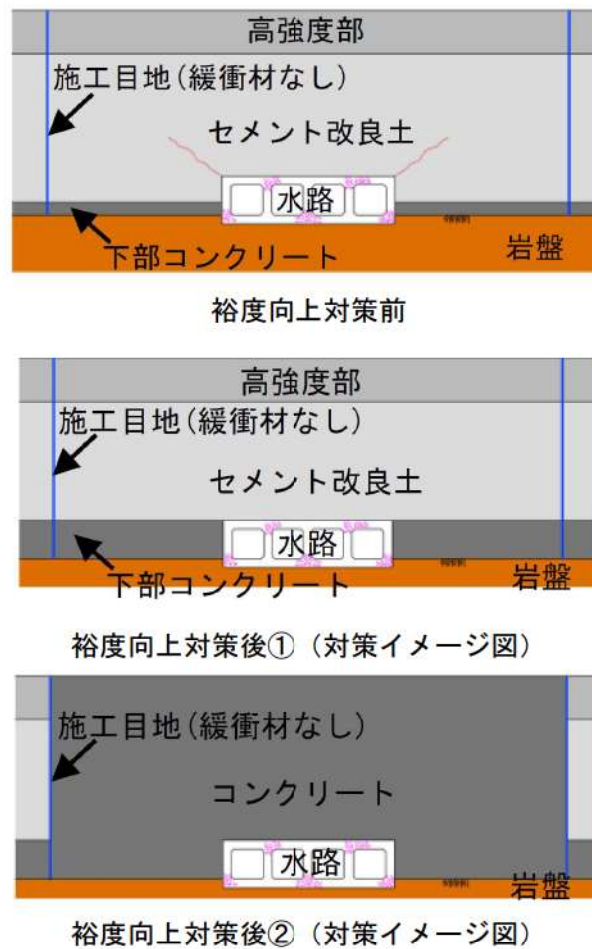 高強度部
施工目地(緩衝材なし)
セメント改良土
水路
下部コンクリート
岩盤
裕度向上対策前
高強度部
施工目地(緩衝材なし)
セメント改良土
水路
下部コンクリート
岩盤
裕度向上対策後①（対策イメージ図）
施工目地(緩衝材なし)
コンクリート
水路
岩盤
裕度向上対策後②（対策イメージ図）